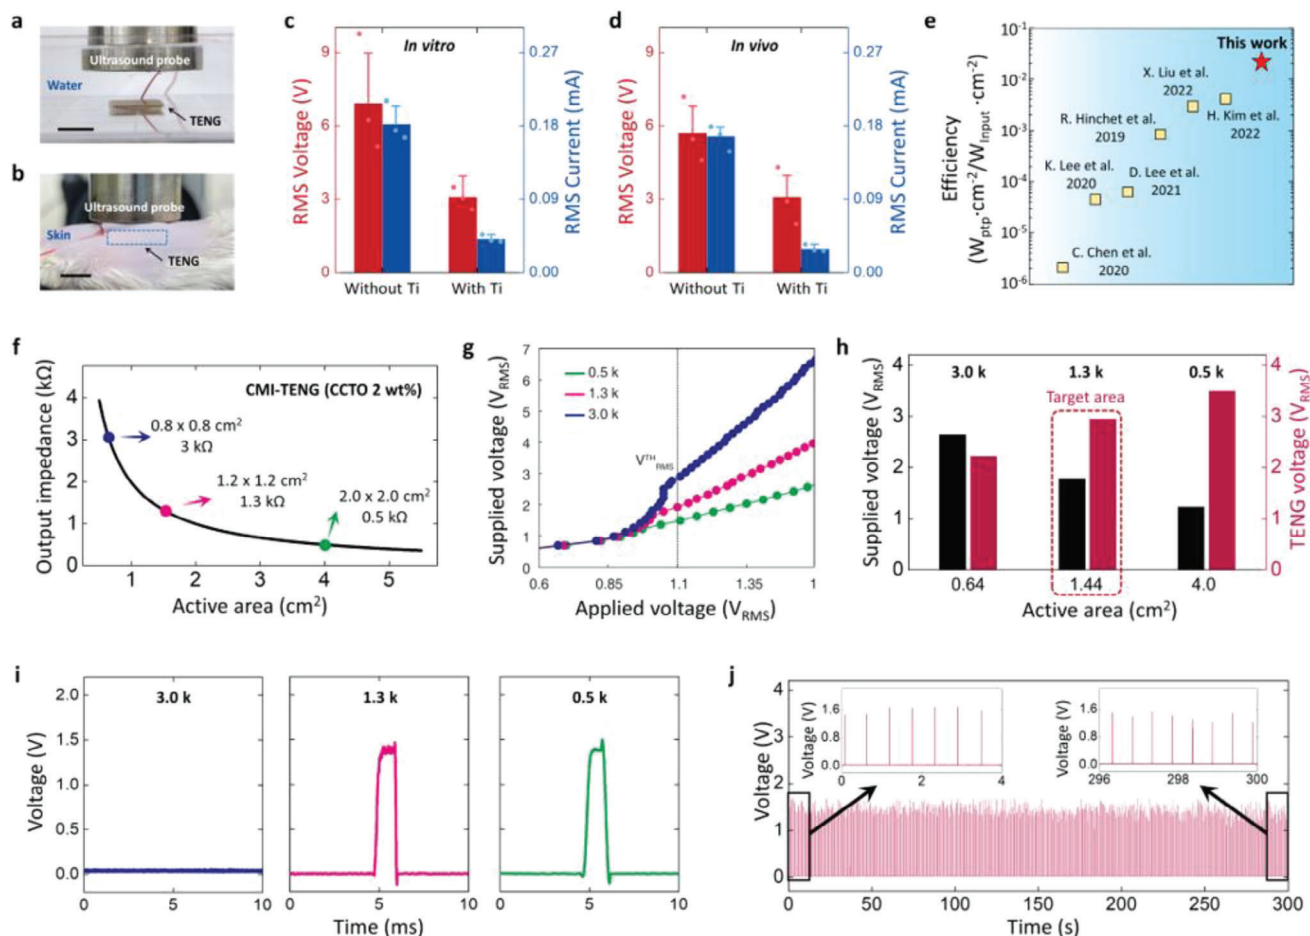 a
Ultrasound probe
Water
TENG
b
Ultrasound probe
Skin
TENG
c
In vitro
RMS Voltage (V)
9
6
3
0
RMS Current (mA)
0.27
0.18
0.09
0.00
Without Ti
With Ti
d
In vivo
RMS Voltage (V)
9
6
3
0
RMS Current (mA)
0.27
0.18
0.09
0.00
Without Ti
With Ti
e
Efficiency
(Wptp·cm-2/WInput ·cm-2)
10-1
10-2
10-3
10-4
10-5
10-6
This work
X. Liu et al.
2022
H. Kim et al.
2022
R. Hinchet et al.
2019
K. Lee et al.
2020
D. Lee et al.
2021
C. Chen et al.
2020
f
Output impedance (kΩ)
4
3
2
1
0
CMI-TENG (CCTO 2 wt%)
0.8 x 0.8 cm2
3 kΩ
1.2 x 1.2 cm2
1.3 kΩ
2.0 x 2.0 cm2
0.5 kΩ
1
2
3
4
5
Active area (cm2)
g
Supplied voltage (VRMS)
7
6
5
4
3
2
1
0
0.5 k
1.3 k
3.0 k
VTHRMS
0.6
0.85
1.1
1.35
1
Applied voltage (VRMS)
h
Supplied voltage (VRMS)
4
3
2
1
0
3.0 k
1.3 k
0.5 k
Target area
TENG voltage (VRMS)
4
3
2
1
0
0.64
1.44
4.0
Active area (cm2)
i
Voltage (V)
2.0
1.5
1.0
0.5
0.0
3.0 k
1.3 k
0.5 k
0
10
0
10
0
10
Time (ms)
j
Voltage (V)
4
3
2
1
0
Voltage (V)
1.6
0.8
0.0
0
2
4
Voltage (V)
1.6
0.8
0.0
296
298
300
0
50
100
150
200
250
300
Time (s)